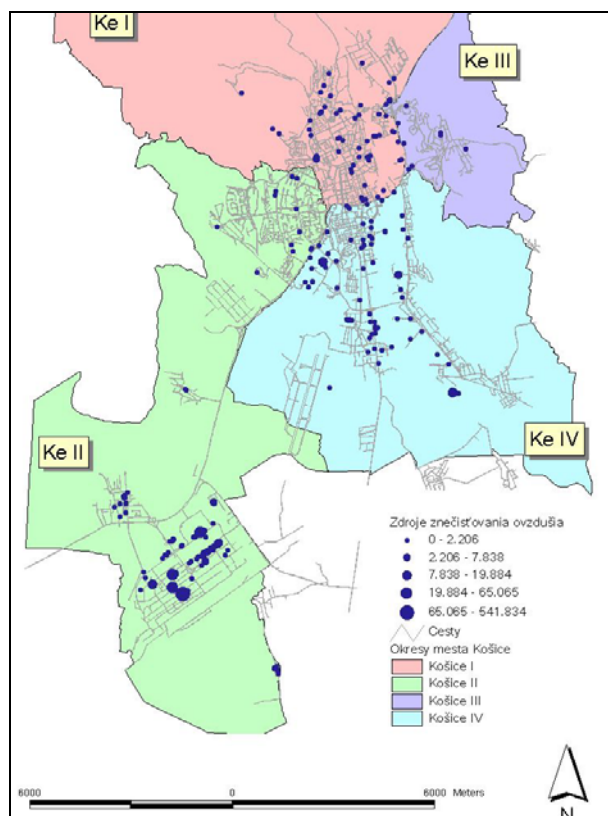 Ke I
Ke III
Ke II
Ke IV
Zdroje znečisťovania ovzdušia
0 - 2.206
2.206 - 7.838
7.838 - 19.884
19.884 - 65.065
65.065 - 541.834
Cesty
Okresy mesta Košice
Košice I
Košice II
Košice III
Košice IV
6000 0 6000 Meters
N